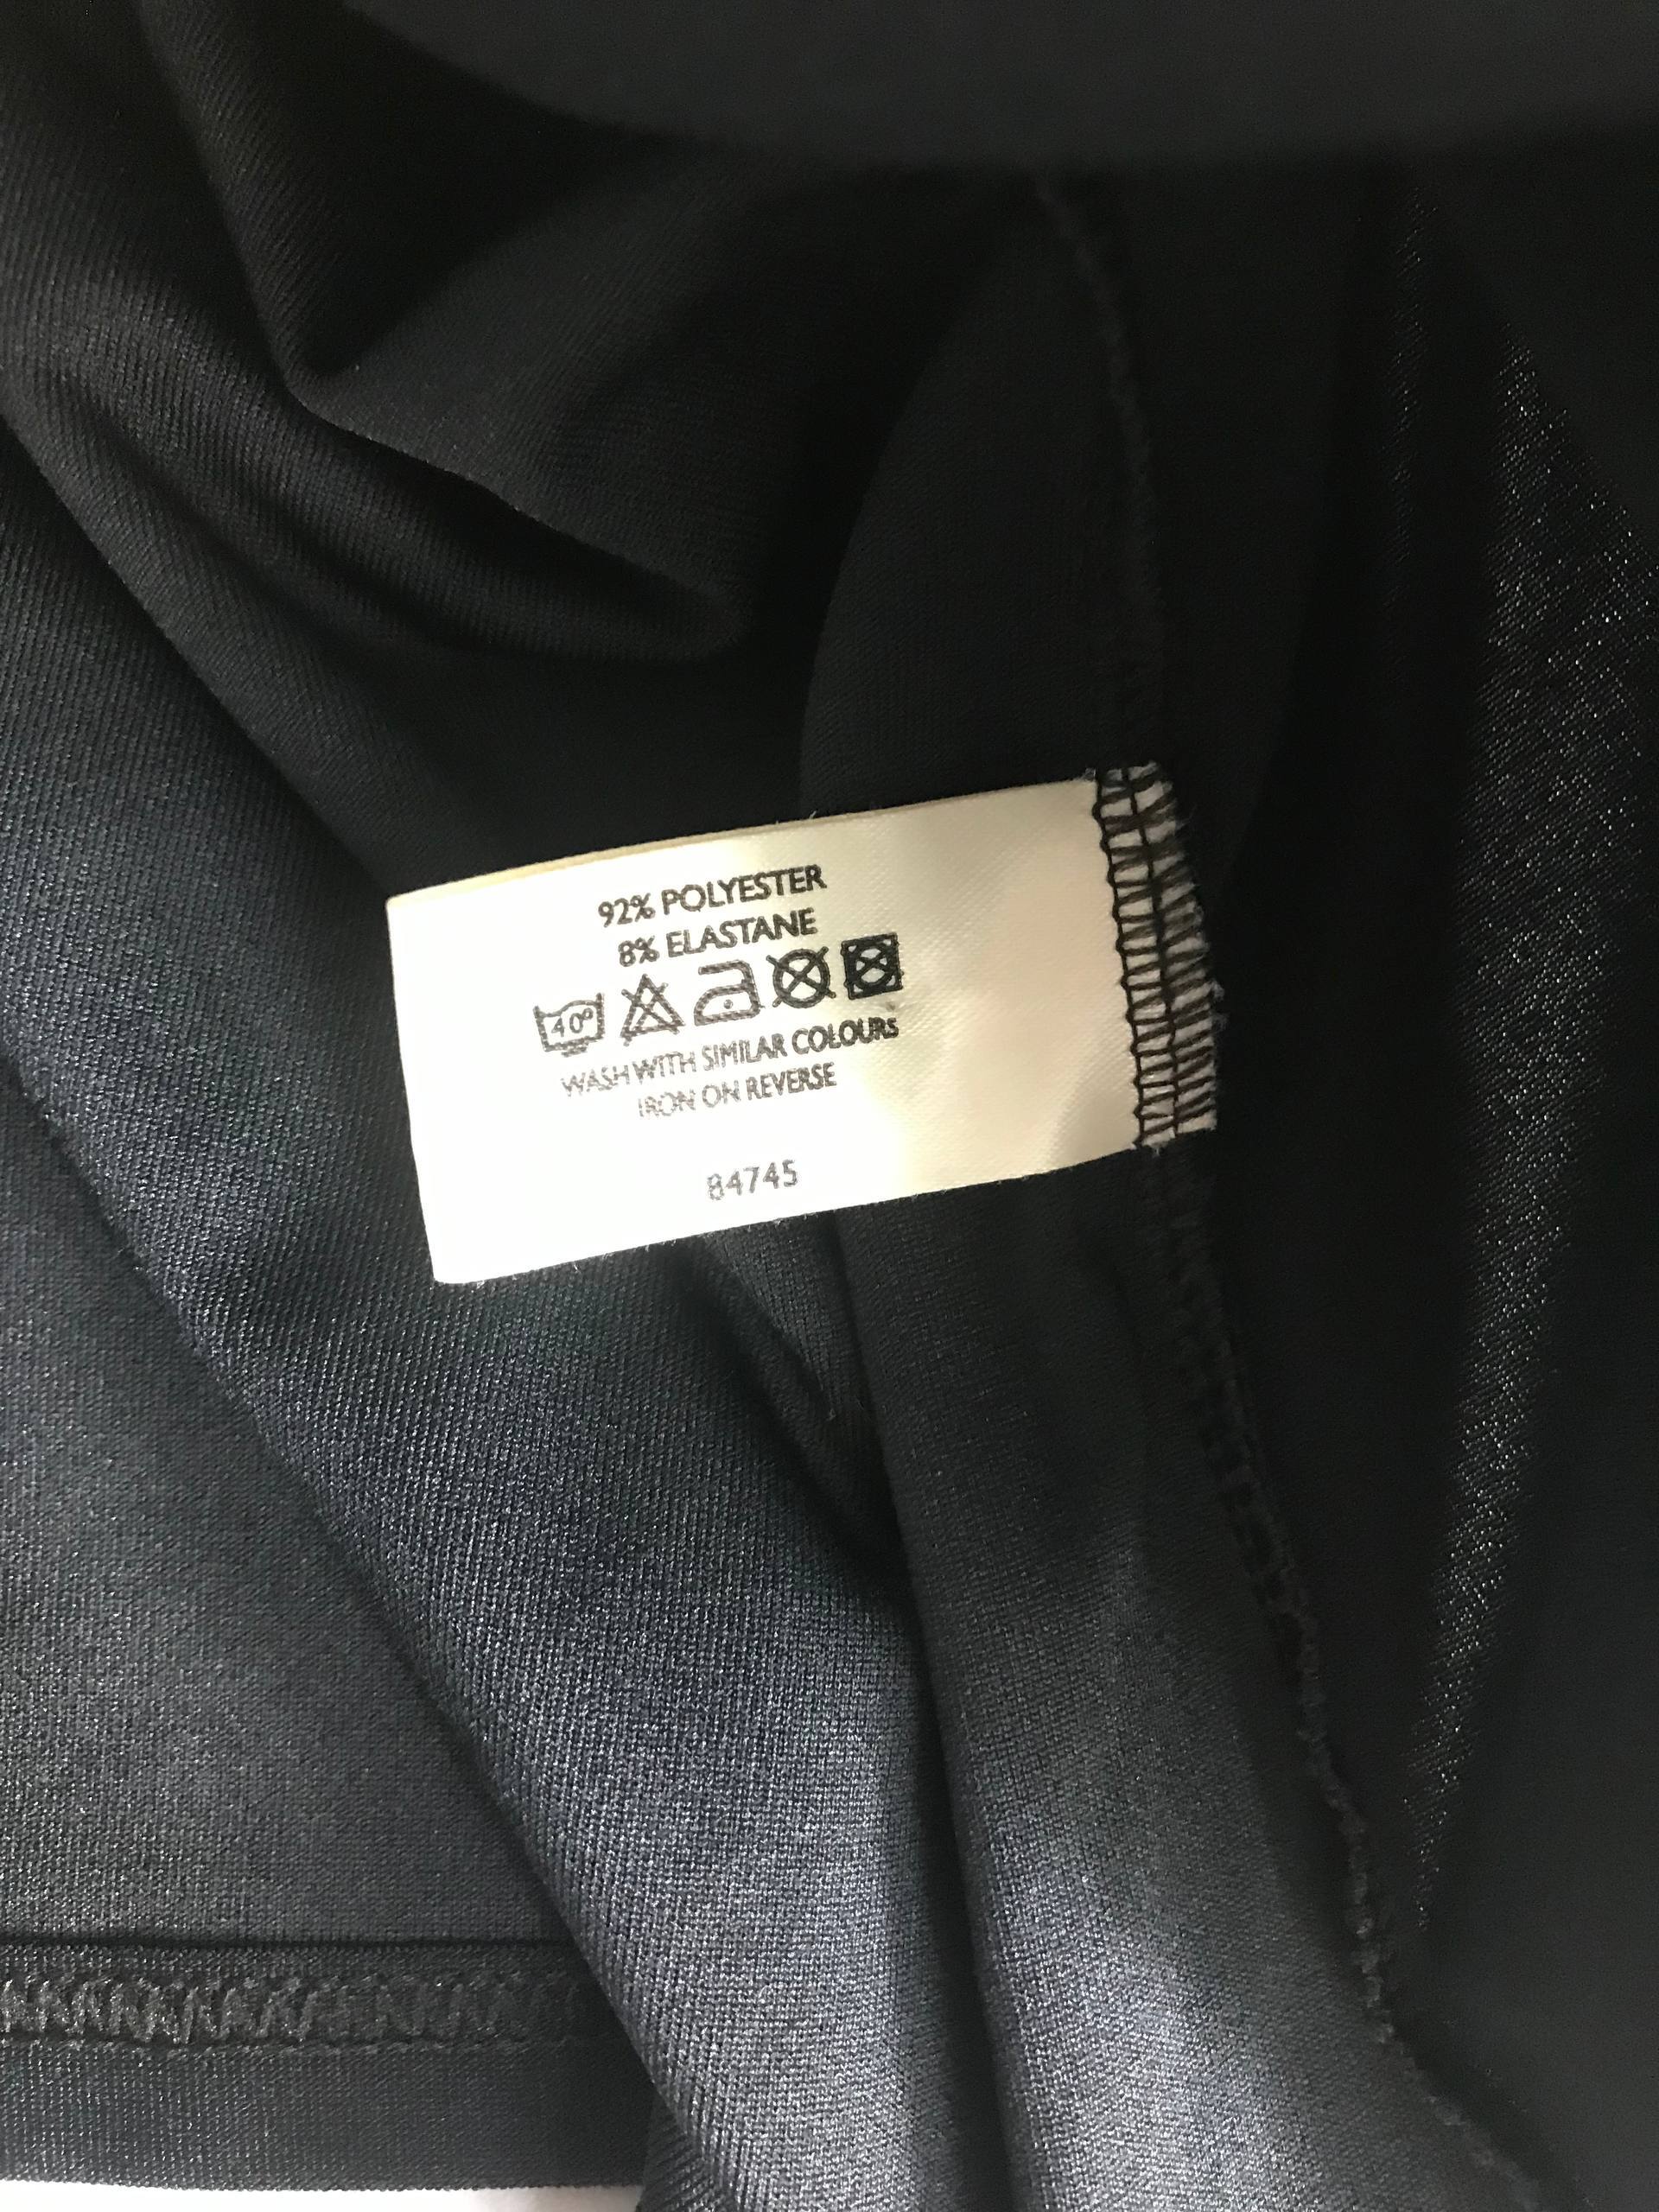 92% POLYESTER
8% ELASTANE
40°
WASH WITH SIMILAR COLOURS
IRON ON REVERSE
84745